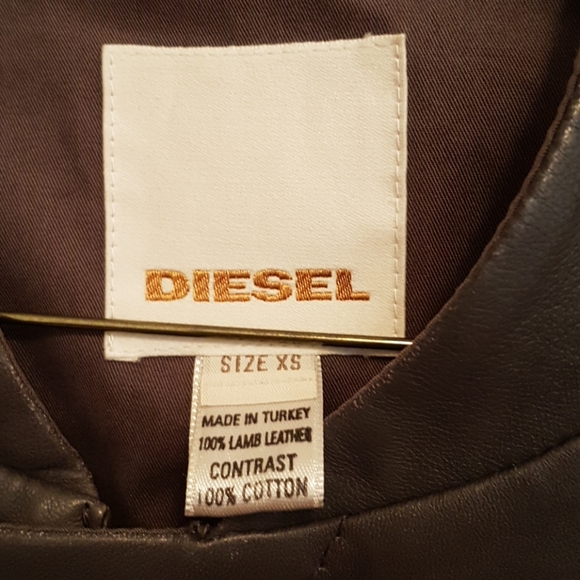 DIESEL
SIZE XS
MADE IN TURKEY
100% LAMB LEATHER
CONTRAST
100% COTTON